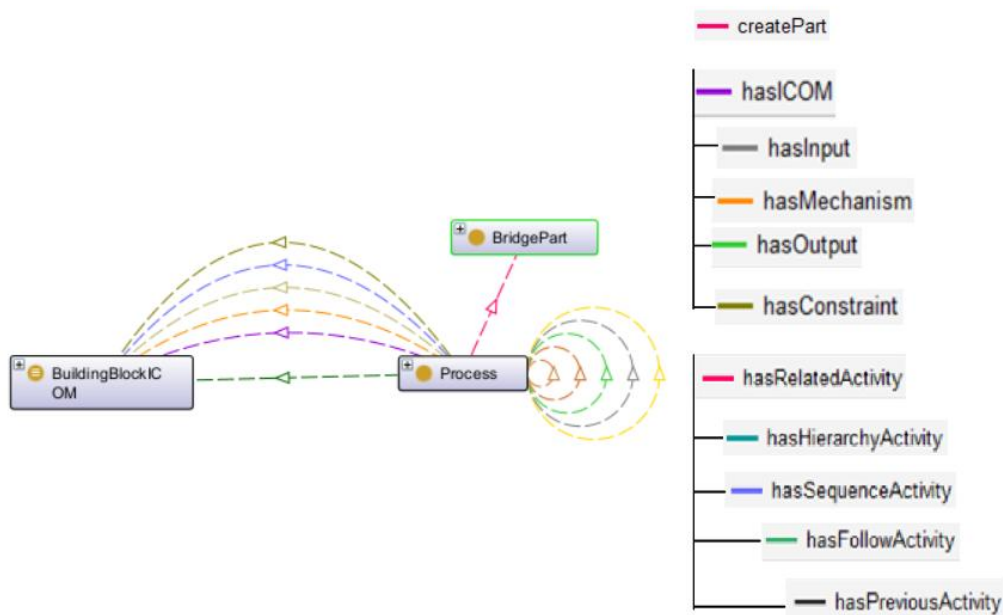 createPart
hasICOM
hasInput
hasMechanism
hasOutput
hasConstraint
BridgePart
BuildingBlockIC
OM
Process
hasRelatedActivity
hasHierarchyActivity
hasSequenceActivity
hasFollowActivity
hasPreviousActivity